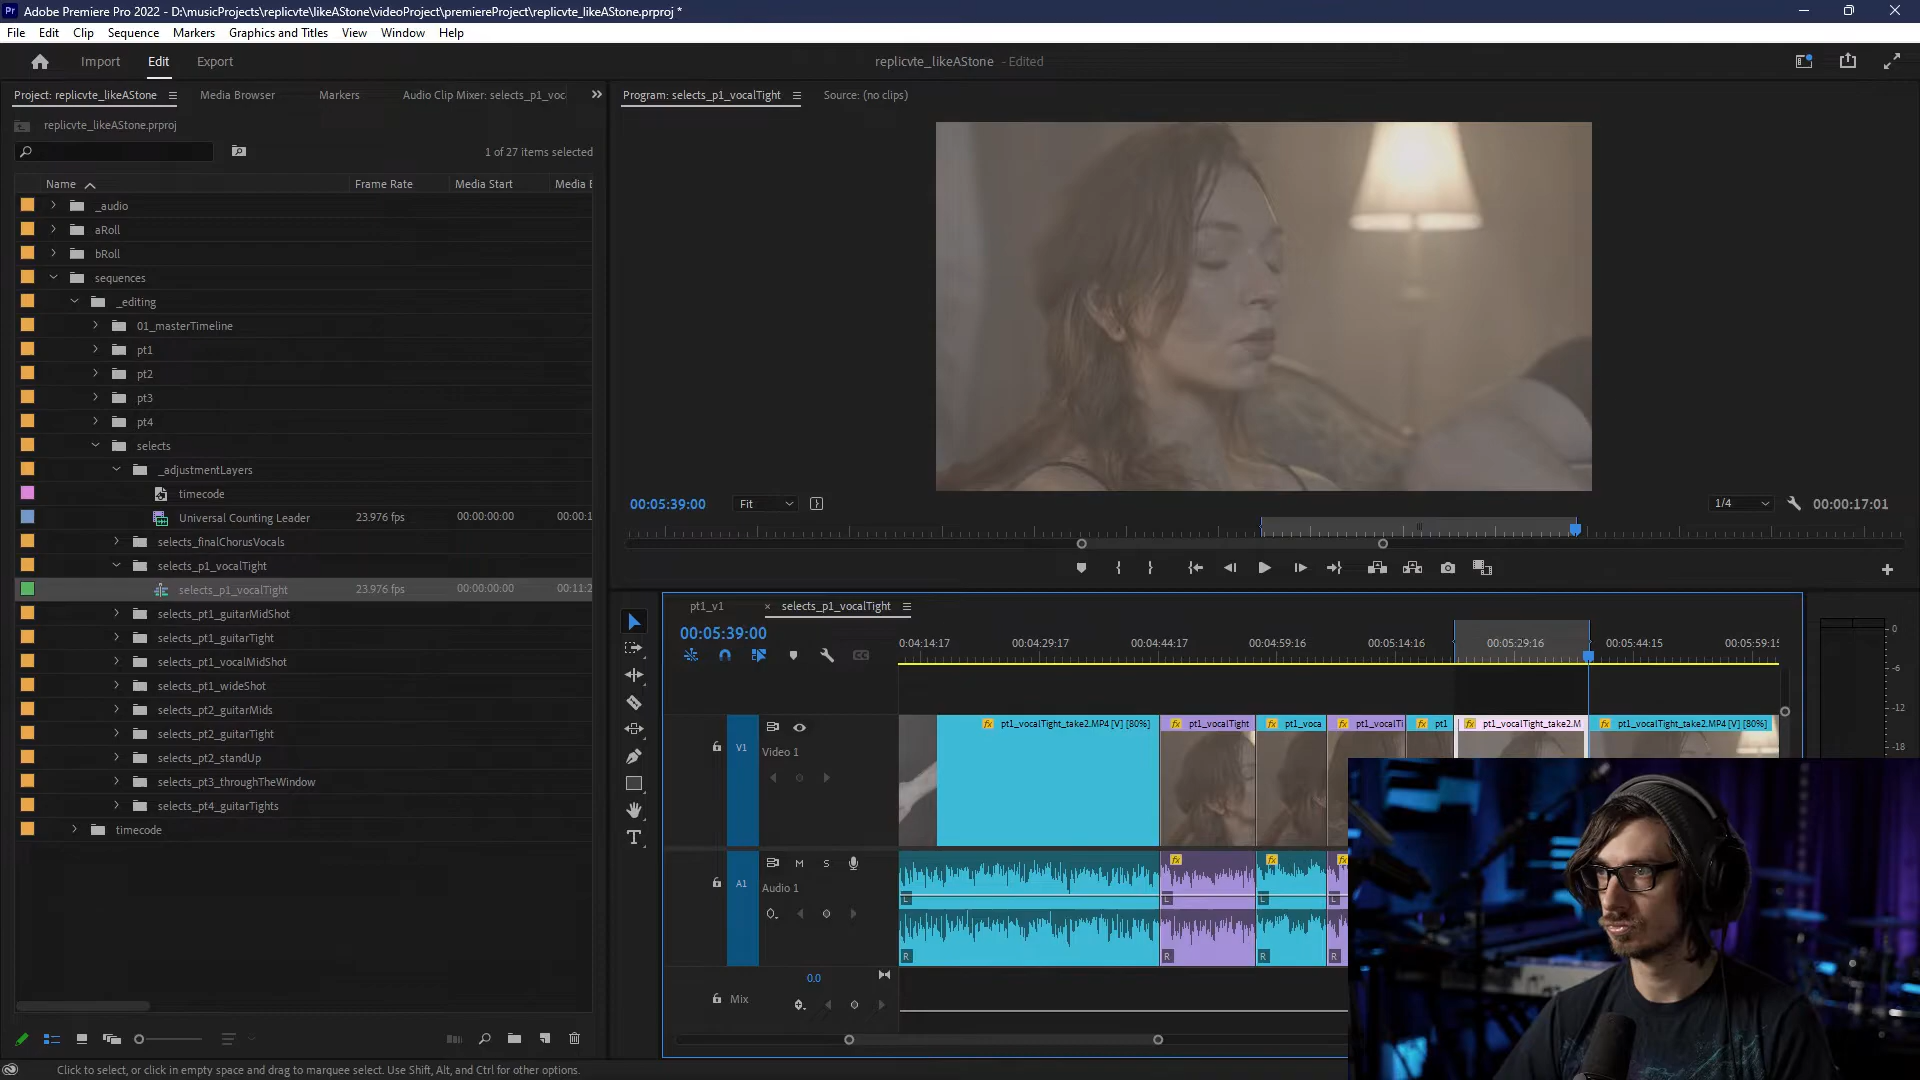 Pr Adobe Premiere Pro 2022 - D:\musicProjects\replicvte\likeAStone\videoProject\premiereProject\replicvte_likeAStone.prproj *
File Edit Clip Sequence Markers Graphics and Titles View Window Help
Import Edit Export
replicvte_likeAStone - Edited
Project: replicvte_likeAStone Media Browser Markers Audio Clip Mixer: selects_p1_voc
Program: selects_p1_vocalTight Source: (no clips)
replicvte_likeAStone.prproj
1 of 27 items selected
Name Frame Rate Media Start Media E
_audio
aRoll
bRoll
sequences
_editing
01_masterTimeline
pt1
pt2
pt3
pt4
selects
_adjustmentLayers
timecode
Universal Counting Leader 23.976 fps 00:00:00:00 00:00:1
selects_finalChorusVocals
selects_p1_vocalTight
selects_p1_vocalTight 23.976 fps 00:00:00:00 00:11:2
selects_pt1_guitarMidShot
selects_pt1_guitarTight
selects_pt1_vocalMidShot
selects_pt1_wideShot
selects_pt2_guitarMids
selects_pt2_guitarTight
selects_pt2_standUp
selects_pt3_throughTheWindow
selects_pt4_guitarTights
timecode
00:05:39:00 Fit 1/4 00:00:17:01
pt1_v1 × selects_p1_vocalTight
00:05:39:00
0:04:14:17 00:04:29:17 00:04:44:17 00:04:59:16 00:05:14:16 00:05:29:16 00:05:44:15 00:05:59:15
CC
fx pt1_vocalTight_take2.MP4 [V] [80%] fx pt1_vocalTight fx pt1_voca fx pt1_vocalTi fx pt1 fx pt1_vocalTight_take2.M fx pt1_vocalTight_take2.MP4 [V] [80%]
V1
Video 1
A1 M S
Audio 1
fx fx fx
L L L L
R R R R
0.0
Mix
0
-6
-12
-18
Click to select, or click in empty space and drag to marquee select. Use Shift, Alt, and Ctrl for other options.